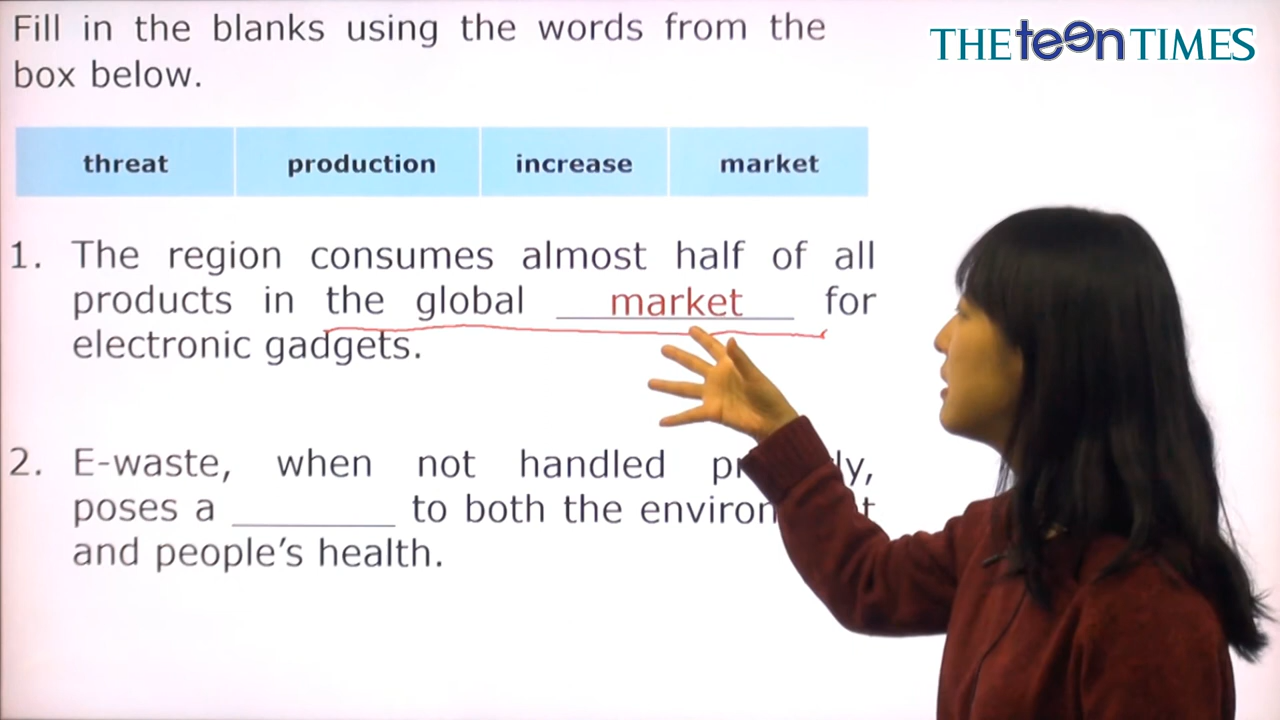 Fill in the blanks using the words from the
THE teen TIMES
box below.
threat production increase market
1. The region consumes almost half of all
products in the global market for
electronic gadgets.
2. E-waste, when not handled
poses a ________ to both the
and people's health.